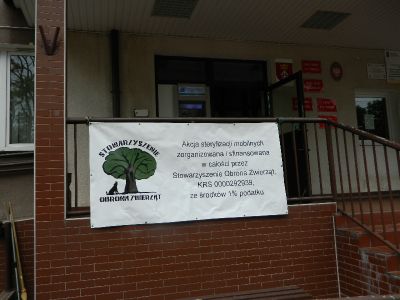 STOWARZYSZENIE
OBRONA ZWIERZĄT
Akcja sterylizacji mobilnych
zorganizowana i sfinansowana
w całości przez
Stowarzyszenie Obrona Zwierząt,
KRS 0000292939,
ze środków 1% podatku